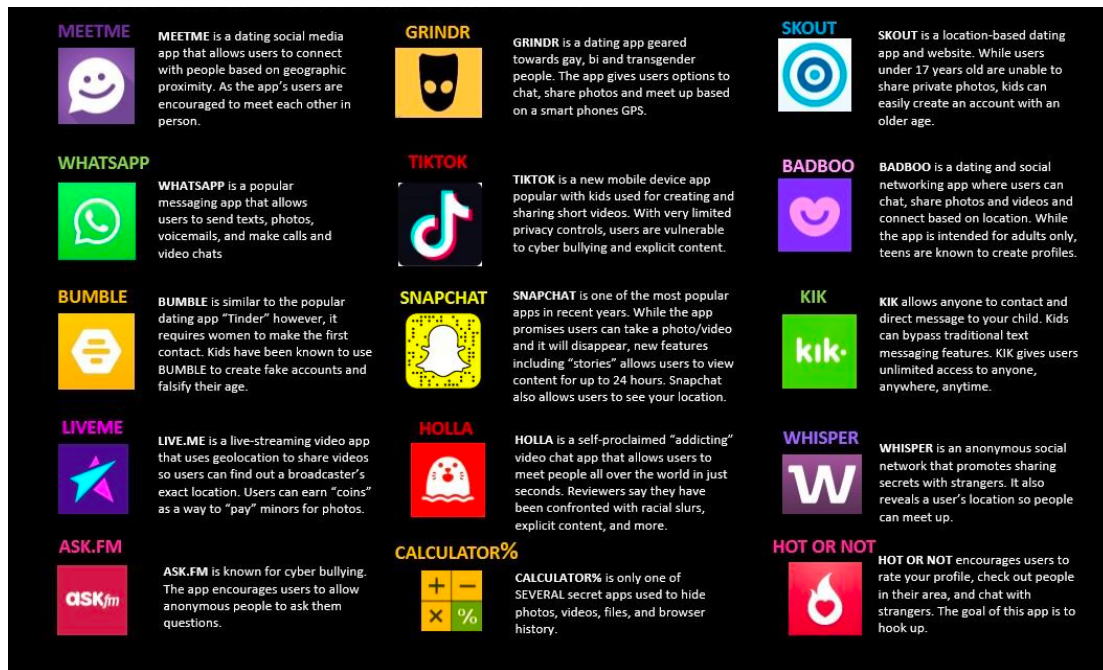 MEETME
MEETME is a dating social media
app that allows users to connect
with people based on geographic
proximity. As the app's users are
encouraged to meet each other in
person.
GRINDR
GRINDR is a dating app geared
towards gay, bi and transgender
people. The app gives users options to
chat, share photos and meet up based
on a smart phones GPS.
SKOUT
SKOUT is a location-based dating
app and website. While users
under 17 years old are unable to
share private photos, kids can
easily create an account with an
older age.
WHATSAPP
WHATSAPP is a popular
messaging app that allows
users to send texts, photos,
voicemails, and make calls and
video chats
TIKTOK
TIKTOK is a new mobile device app
popular with kids used for creating and
sharing short videos. With very limited
privacy controls, users are vulnerable
to cyber bullying and explicit content.
BADBOO
BADBOO is a dating and social
networking app where users can
chat, share photos and videos and
connect based on location. While
the app is intended for adults only,
teens are known to create profiles.
BUMBLE
BUMBLE is similar to the popular
dating app “Tinder” however, it
requires women to make the first
contact. Kids have been known to use
BUMBLE to create fake accounts and
falsify their age.
SNAPCHAT
SNAPCHAT is one of the most popular
apps in recent years. While the app
promises users can take a photo/video
and it will disappear, new features
including “stories” allows users to view
content for up to 24 hours. Snapchat
also allows users to see your location.
KIK
kik·
KIK allows anyone to contact and
direct message to your child. Kids
can bypass traditional text
messaging features. KIK gives users
unlimited access to anyone,
anywhere, anytime.
LIVEME
LIVE.ME is a live-streaming video app
that uses geolocation to share videos
so users can find out a broadcaster's
exact location. Users can earn “coins”
as a way to “pay” minors for photos.
HOLLA
HOLLA is a self-proclaimed “addicting”
video chat app that allows users to
meet people all over the world in just
seconds. Reviewers say they have
been confronted with racial slurs,
explicit content, and more.
WHISPER
W
WHISPER is an anonymous social
network that promotes sharing
secrets with strangers. It also
reveals a user's location so people
can meet up.
ASK.FM
ask fm
ASK.FM is known for cyber bullying.
The app encourages users to allow
anonymous people to ask them
questions.
CALCULATOR%
+ −
× %
CALCULATOR% is only one of
SEVERAL secret apps used to hide
photos, videos, files, and browser
history.
HOT OR NOT
HOT OR NOT encourages users to
rate your profile, check out people
in their area, and chat with
strangers. The goal of this app is to
hook up.